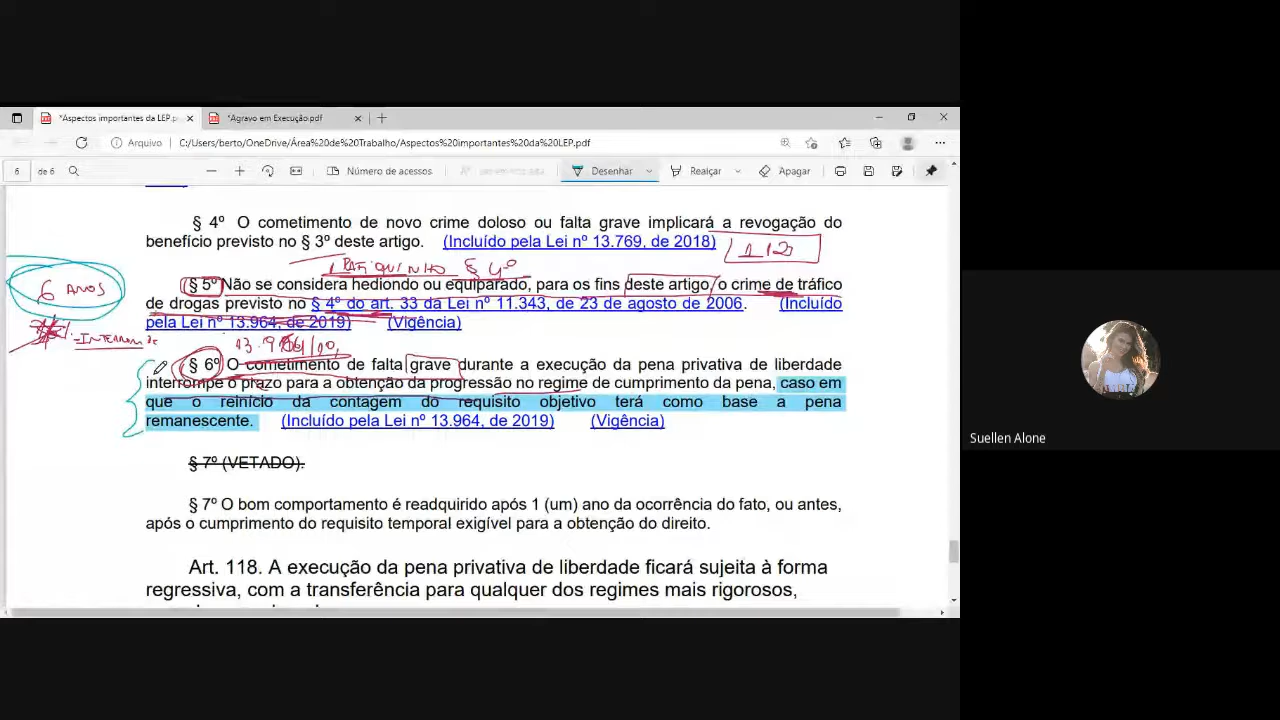 *Aspectos importantes da LEP.p
*Agravo em Execução.pdf
Arquivo
C:/Users/berto/OneDrive/Área%20de%20Trabalho/Aspectos%20importantes%20da%20LEP.pdf
6 de 6
Número de acessos
Desenhar
Realçar
Apagar
§ 4º O cometimento de novo crime doloso ou falta grave implicará a revogação do
benefício previsto no § 3º deste artigo. (Incluído pela Lei nº 13.769, de 2018)
112
§ 4º
6 ANOS
§ 5º Não se considera hediondo ou equiparado, para os fins deste artigo, o crime de tráfico
de drogas previsto no § 4º do art. 33 da Lei nº 11.343, de 23 de agosto de 2006. (Incluído
pela Lei nº 13.964, de 2019) (Vigência)
§ 6º O cometimento de falta grave durante a execução da pena privativa de liberdade
interrompe o prazo para a obtenção da progressão no regime de cumprimento da pena, caso em
que o reinício da contagem do requisito objetivo terá como base a pena
remanescente. (Incluído pela Lei nº 13.964, de 2019) (Vigência)
§ 7º (VETADO).
§ 7º O bom comportamento é readquirido após 1 (um) ano da ocorrência do fato, ou antes,
após o cumprimento do requisito temporal exigível para a obtenção do direito.
Art. 118. A execução da pena privativa de liberdade ficará sujeita à forma
regressiva, com a transferência para qualquer dos regimes mais rigorosos,
Suellen Alone